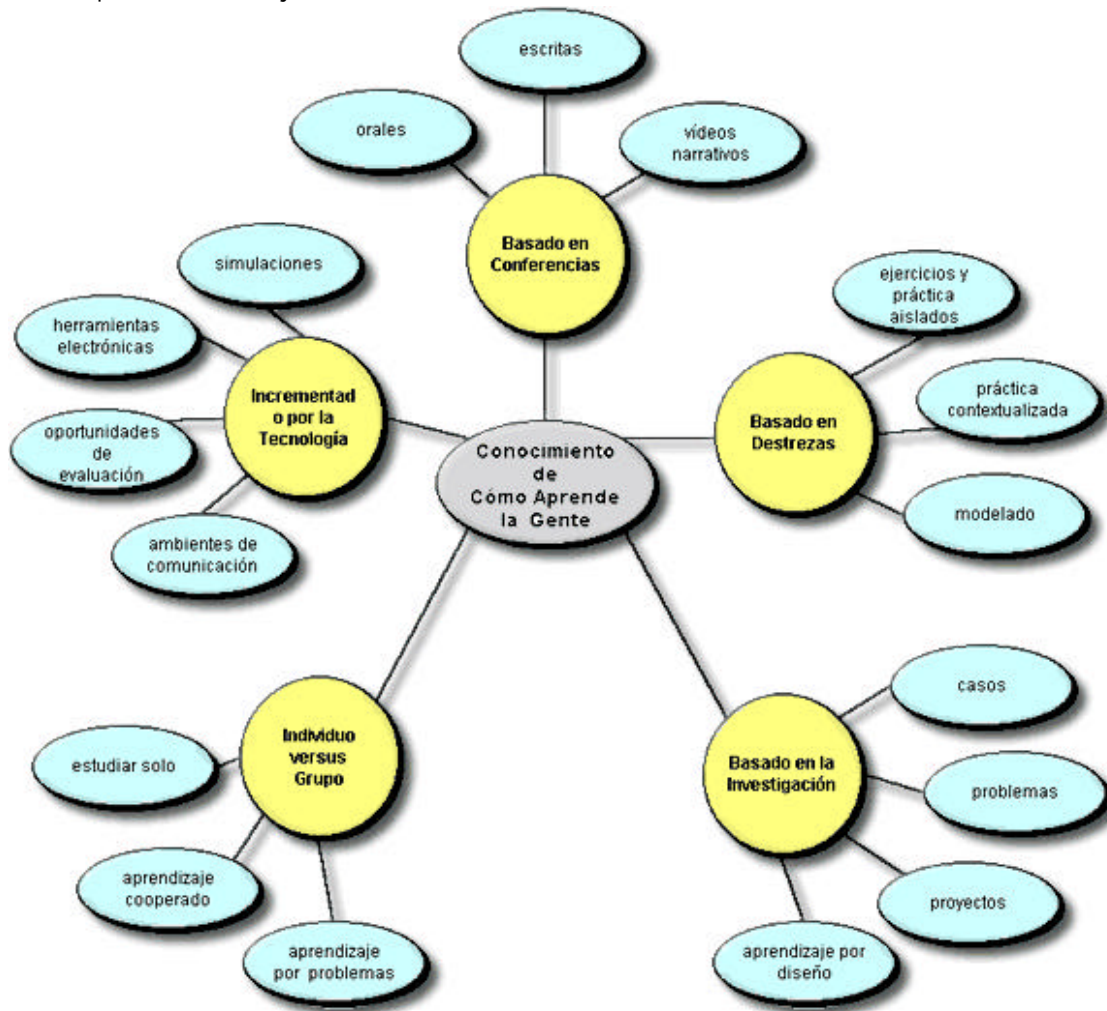 escritas
orales
vídeos
narrativos
Basado en
Conferencias
simulaciones
herramientas
electrónicas
oportunidades
de
evaluación
ambientes de
comunicación
Incrementad
o por la
Tecnología
ejercicios y
práctica
aislados
práctica
contextualizada
modelado
Basado en
Destrezas
Conocimiento
de
Cómo Aprende
la Gente
Individuo
versus
Grupo
estudiar solo
aprendizaje
cooperado
aprendizaje
por problemas
Basado en la
Investigación
casos
problemas
proyectos
aprendizaje por
diseño